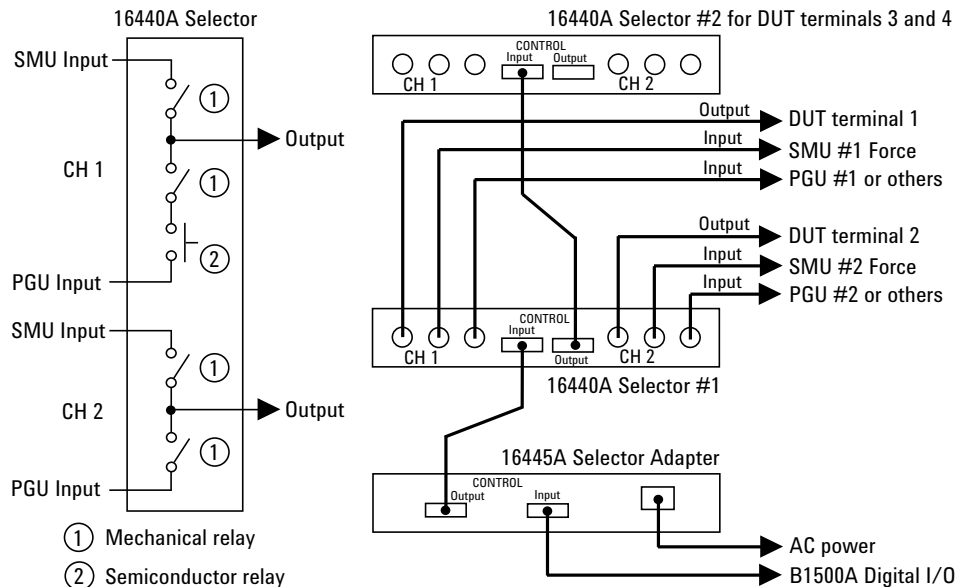 16440A Selector
SMU Input
1
Output
CH 1
1
2
PGU Input
SMU Input
1
CH 2
Output
1
PGU Input
1 Mechanical relay
2 Semiconductor relay
16440A Selector #2 for DUT terminals 3 and 4
CONTROL
Input Output
CH 1 CH 2
Output DUT terminal 1
Input SMU #1 Force
Input PGU #1 or others
Output DUT terminal 2
Input SMU #2 Force
Input PGU #2 or others
CONTROL
Input
CH 1 Output CH 2
16440A Selector #1
16445A Selector Adapter
CONTROL
Output Input
AC power
B1500A Digital I/O